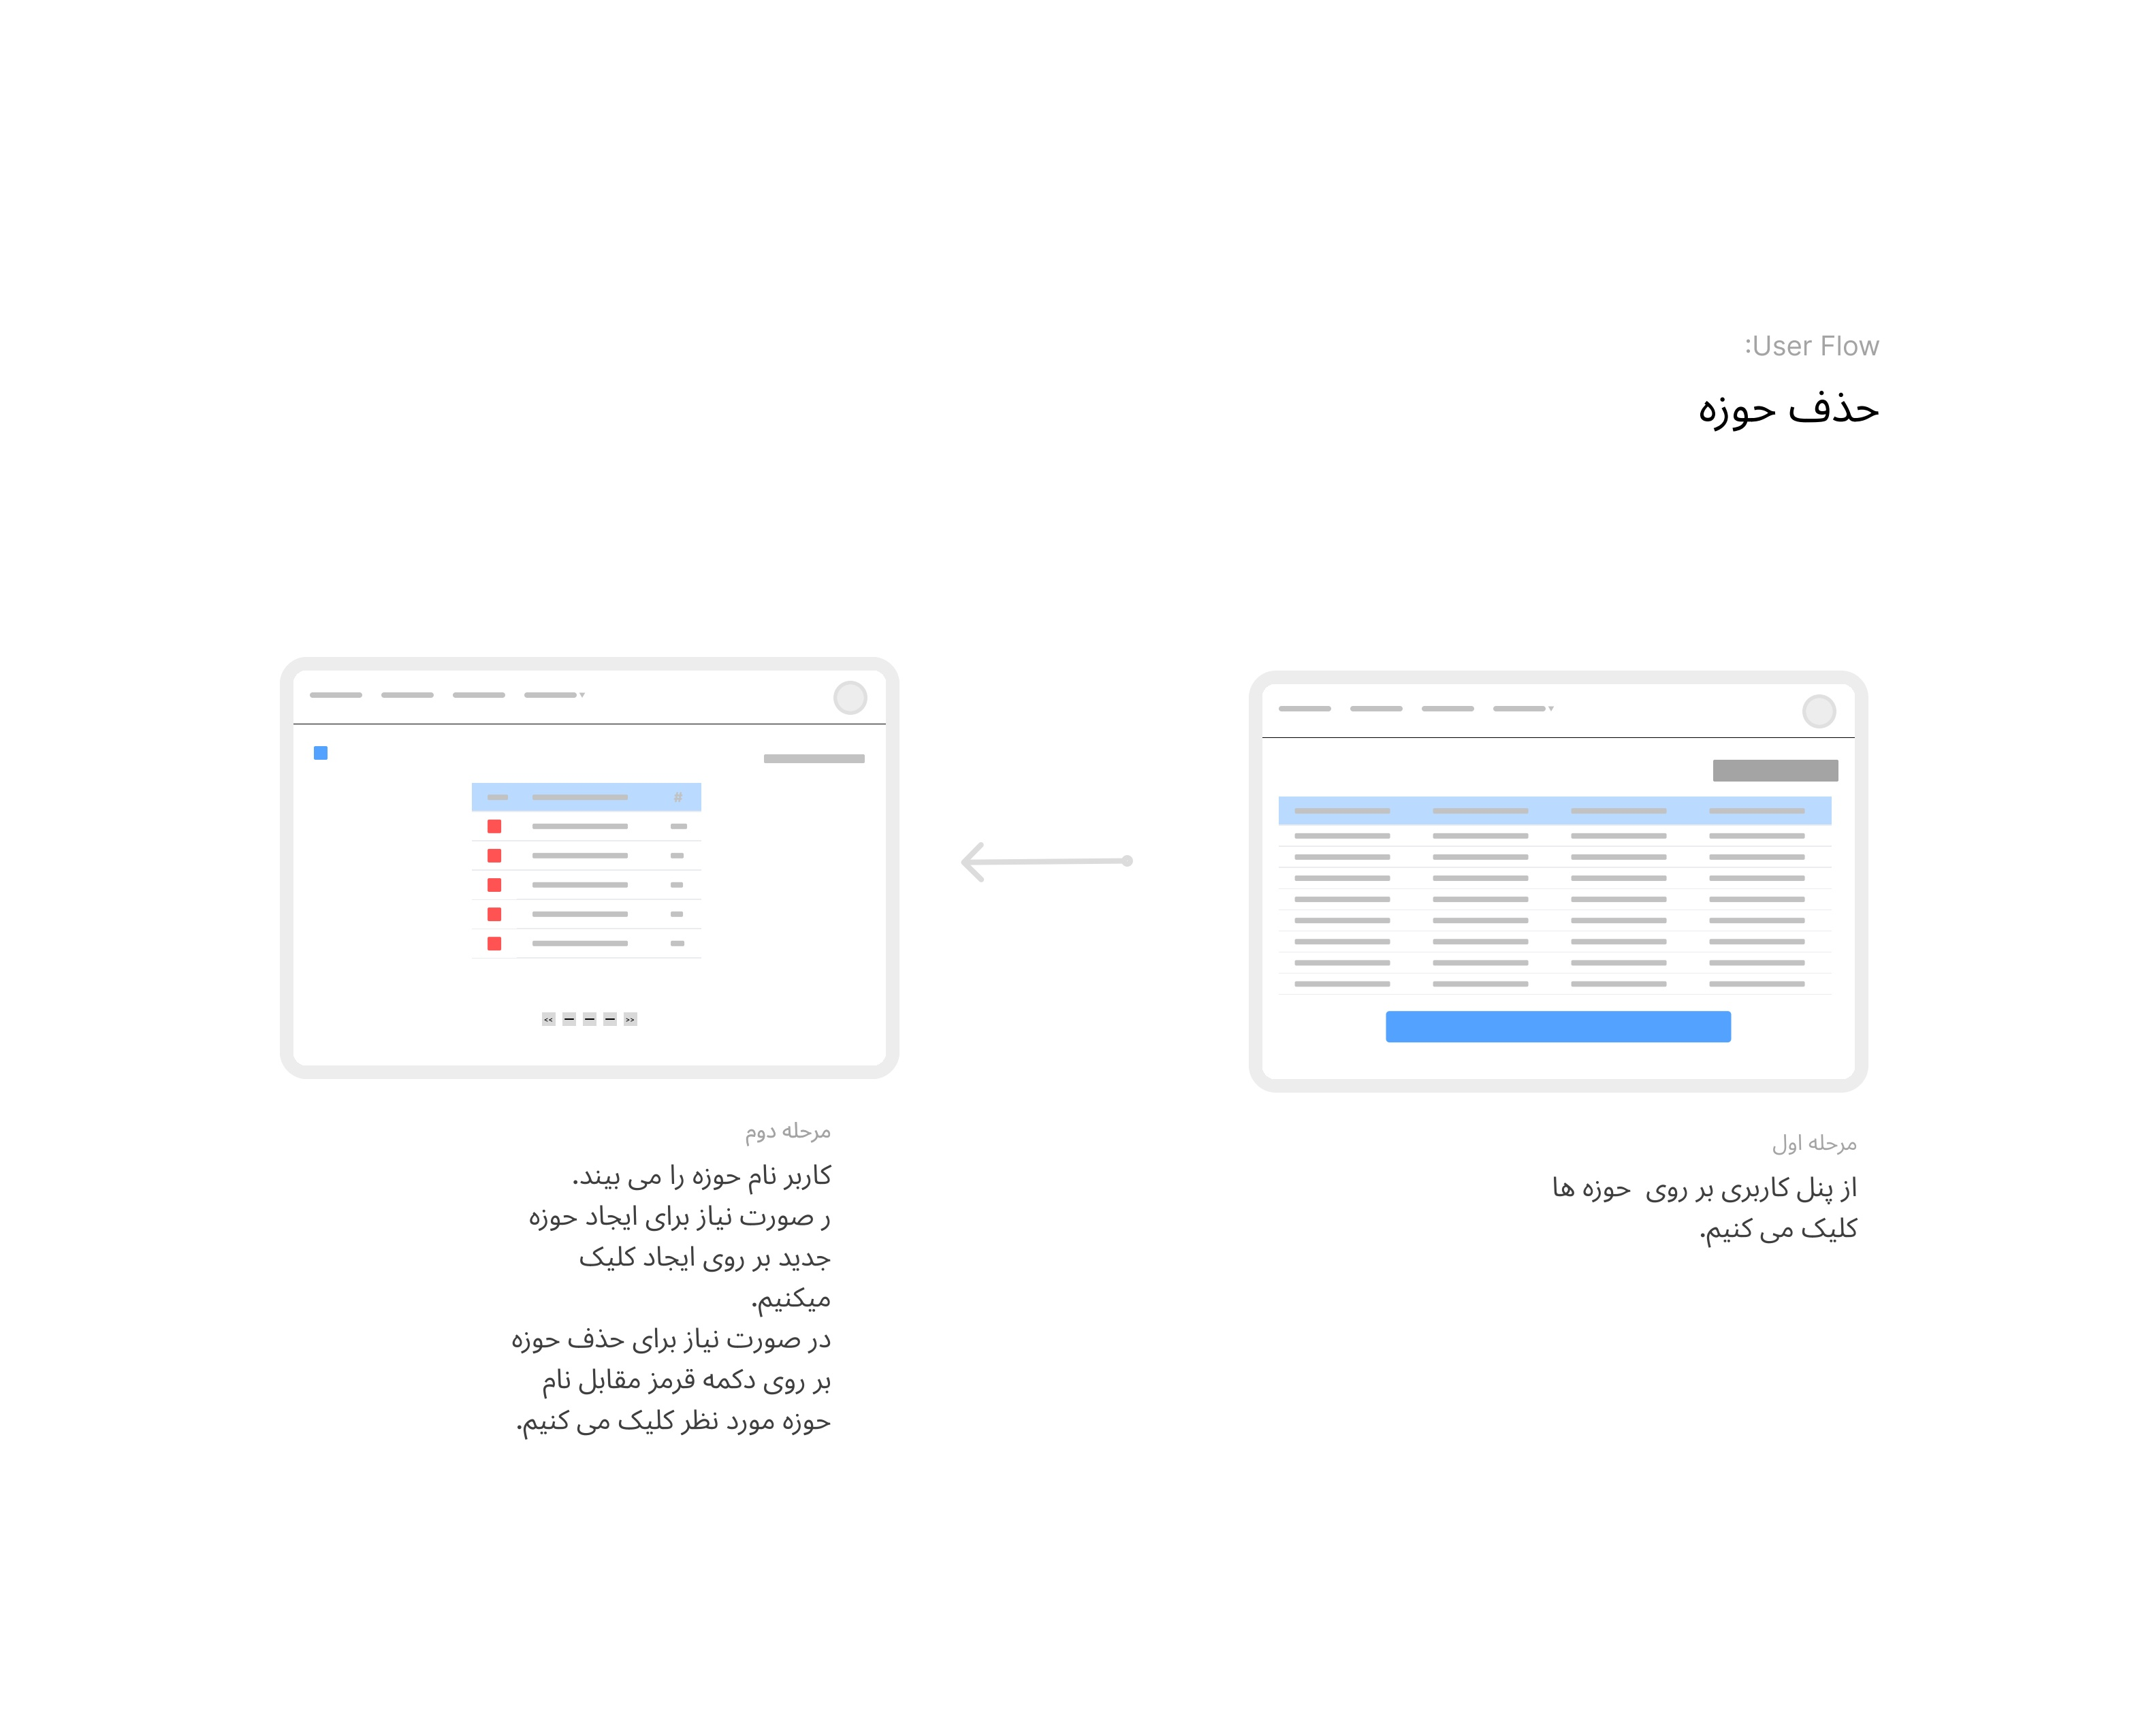 User Flow:
حذف حوزه
مرحله اول
از پنل کاربری بر روی حوزه ها
کلیک می کنیم.
#
<<
>>
مرحله دوم
کاربر نام حوزه را می بیند.
در صورت نیاز برای ایجاد حوزه
جدید بر روی ایجاد کلیک
میکنیم.
در صورت نیاز برای حذف حوزه
بر روی دکمه قرمز مقابل نام
حوزه مورد نظر کلیک می کنیم.